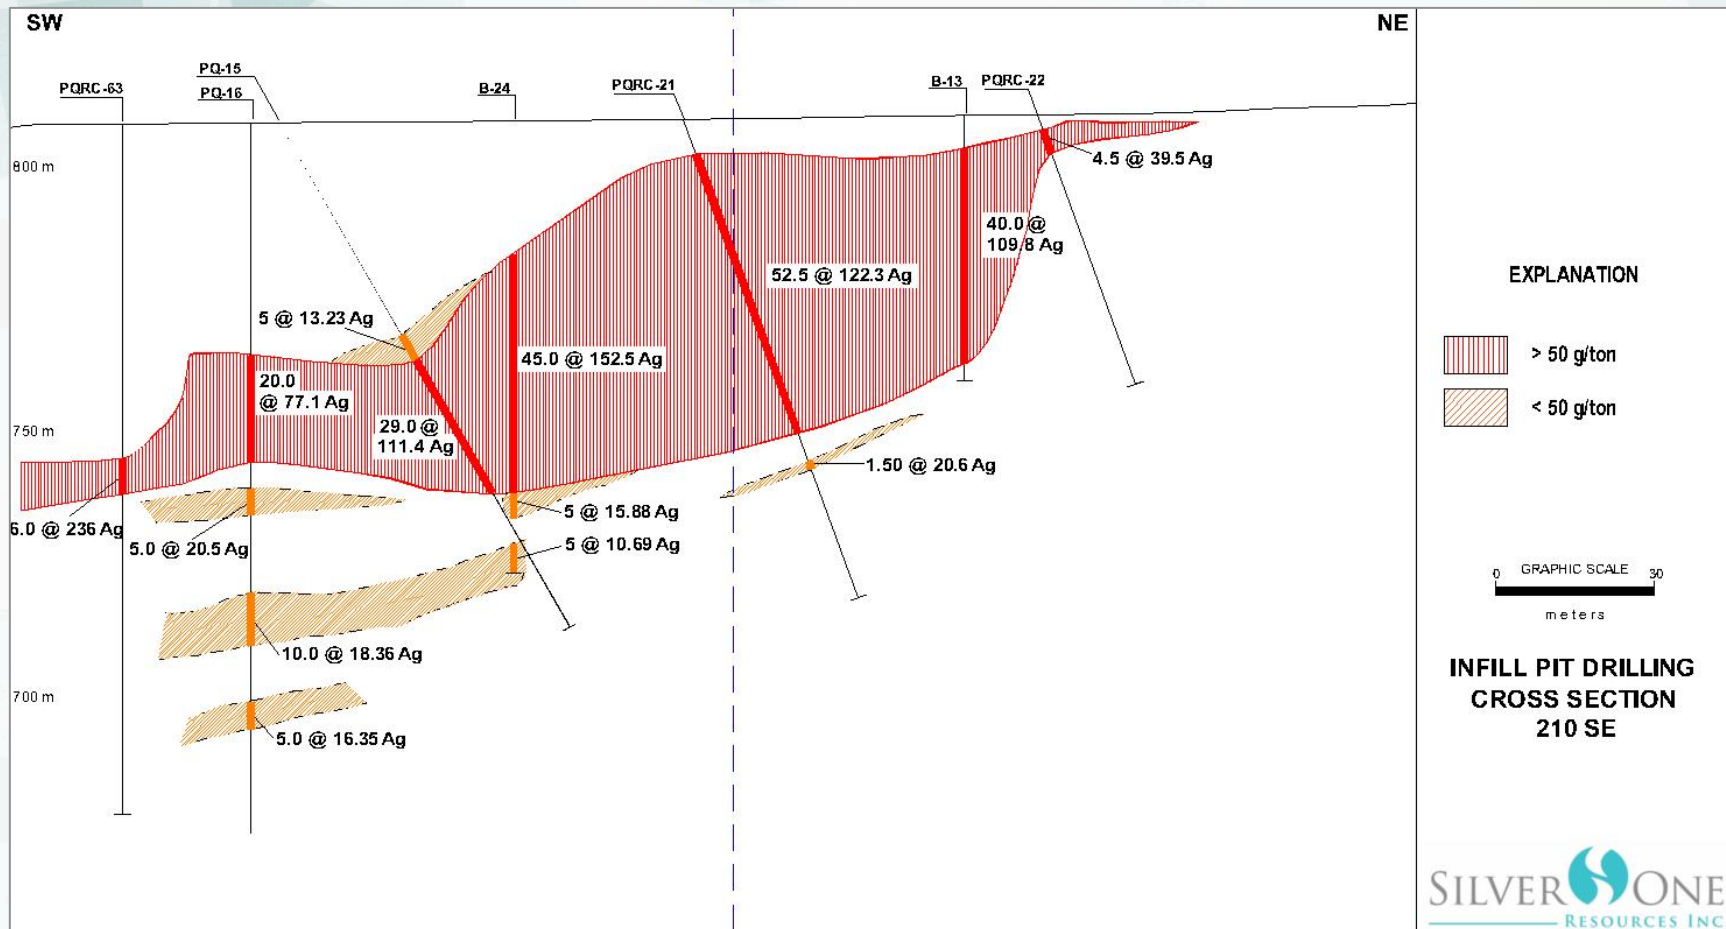 SW
NE
PQRC-63
PQ-15
PQ-16
B-24
PQRC-21
B-13
PQRC-22
800 m
4.5 @ 39.5 Ag
40.0 @
109.8 Ag
52.5 @ 122.3 Ag
5 @ 13.23 Ag
45.0 @ 152.5 Ag
20.0
@ 77.1 Ag
29.0 @
111.4 Ag
750 m
1.50 @ 20.6 Ag
6.0 @ 236 Ag
5.0 @ 20.5 Ag
5 @ 15.88 Ag
5 @ 10.69 Ag
10.0 @ 18.36 Ag
700 m
5.0 @ 16.35 Ag
EXPLANATION
> 50 g/ton
< 50 g/ton
0 GRAPHIC SCALE 30
meters
INFILL PIT DRILLING
CROSS SECTION
210 SE
SILVER ONE
RESOURCES INC